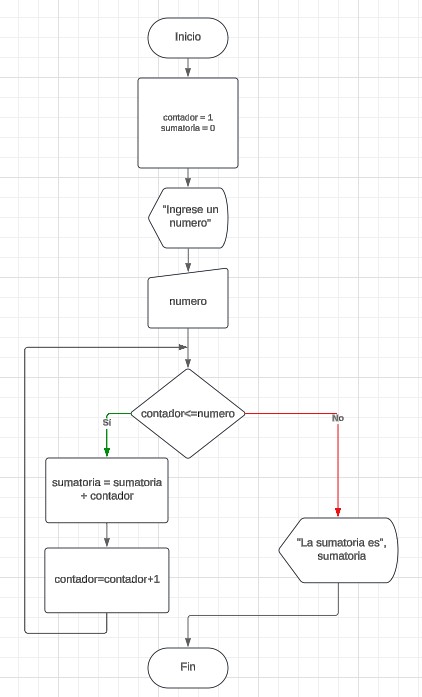 Inicio
contador = 1
sumatoria = 0
"Ingrese un
numero"
numero
contador<=numero
Sí
No
sumatoria = sumatoria
+ contador
"La sumatoria es",
sumatoria
contador=contador+1
Fin